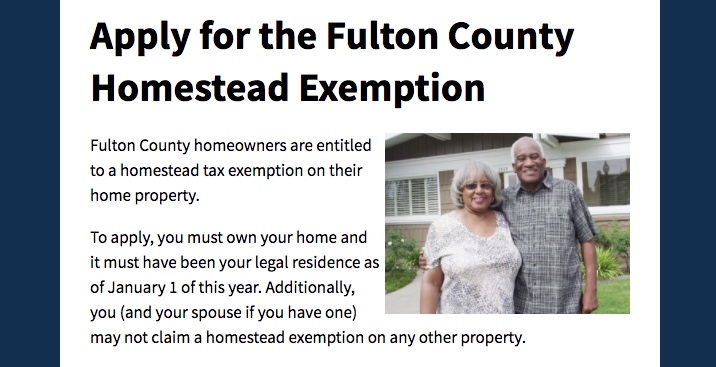 Apply for the Fulton County
Homestead Exemption
Fulton County homeowners are entitled
to a homestead tax exemption on their
home property.
To apply, you must own your home and
it must have been your legal residence as
of January 1 of this year. Additionally,
you (and your spouse if you have one)
may not claim a homestead exemption on any other property.